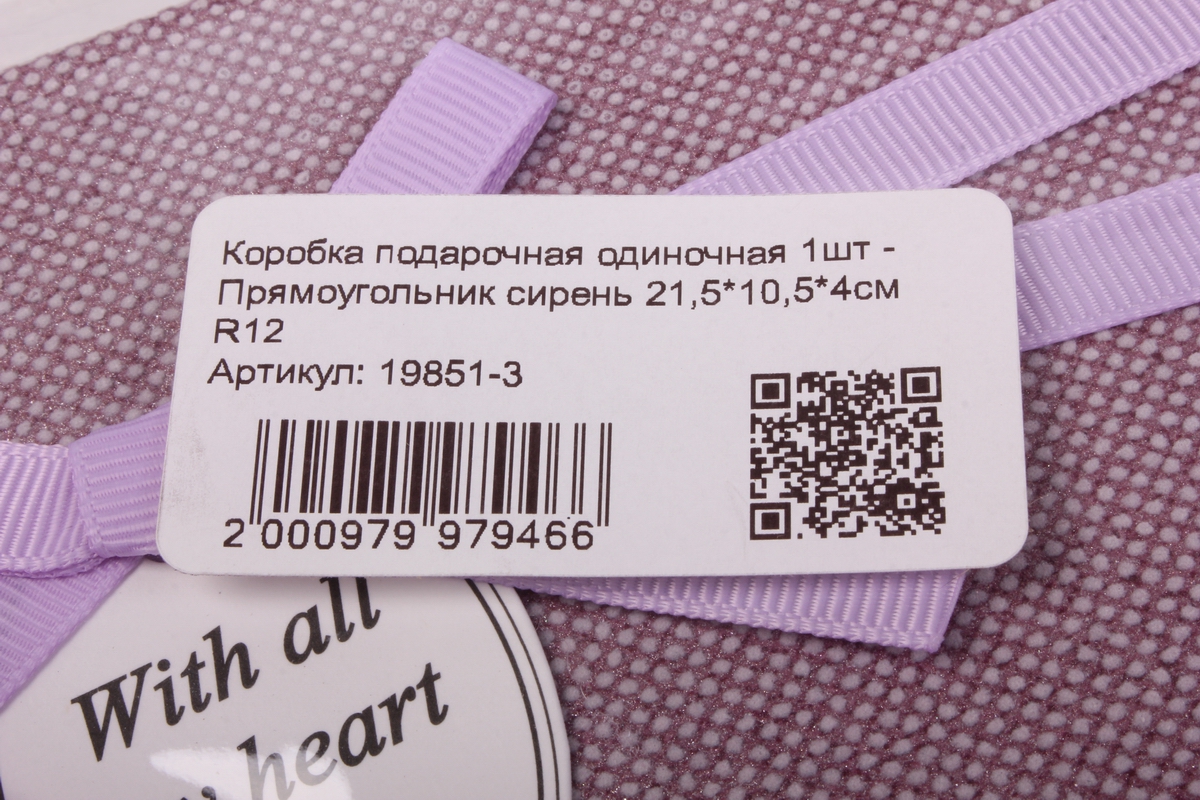 Коробка подарочная одиночная 1шт -
Прямоугольник сирень 21,5*10,5*4см
R12
Артикул: 19851-3
2 000979 979466
With all
heart